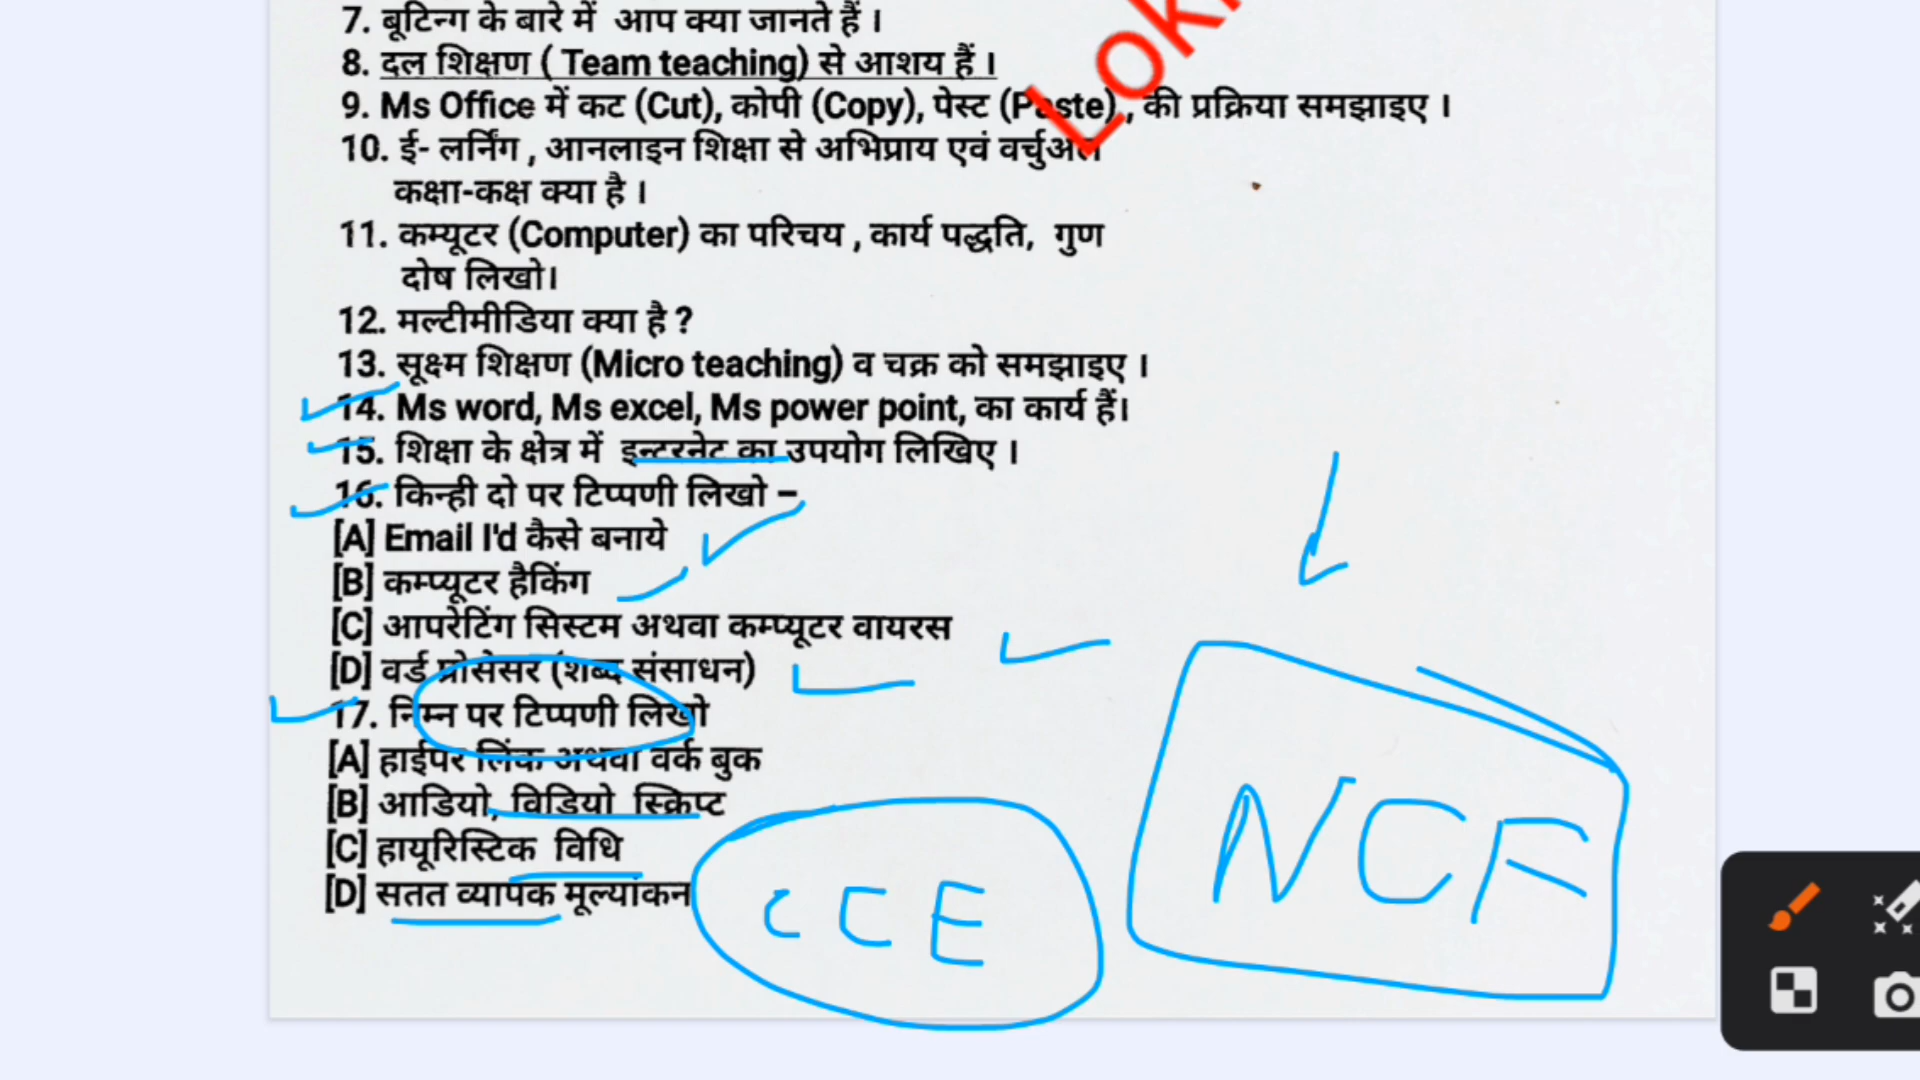 7. बूटिन्ग के बारे में आप क्या जानते हैं ।
8. दल शिक्षण ( Team teaching) से आशय हैं ।
9. Ms Office में कट (Cut), कोपी (Copy), पेस्ट (Paste) , की प्रक्रिया समझाइए ।
10. ई- लर्निंग , आनलाइन शिक्षा से अभिप्राय एवं वर्चुअल
कक्षा-कक्ष क्या है ।
11. कम्यूटर (Computer) का परिचय , कार्य पद्धति, गुण
दोष लिखो।
12. मल्टीमीडिया क्या है ?
13. सूक्ष्म शिक्षण (Micro teaching) व चक्र को समझाइए ।
14. Ms word, Ms excel, Ms power point, का कार्य हैं।
15. शिक्षा के क्षेत्र में इन्टरनेट का उपयोग लिखिए ।
16. किन्ही दो पर टिप्पणी लिखो –
[A] Email I'd कैसे बनाये
[B] कम्प्यूटर हैकिंग
[C] आपरेटिंग सिस्टम अथवा कम्प्यूटर वायरस
[D] वर्ड प्रोसेसर (शब्द संसाधन)
17. निम्न पर टिप्पणी लिखो
[A] हाईपर लिंक अथवा वर्क बुक
[B] आडियो, विडियो स्क्रिप्ट
[C] हायूरिस्टिक विधि
[D] सतत व्यापक मूल्यांकन
CCE
NCF